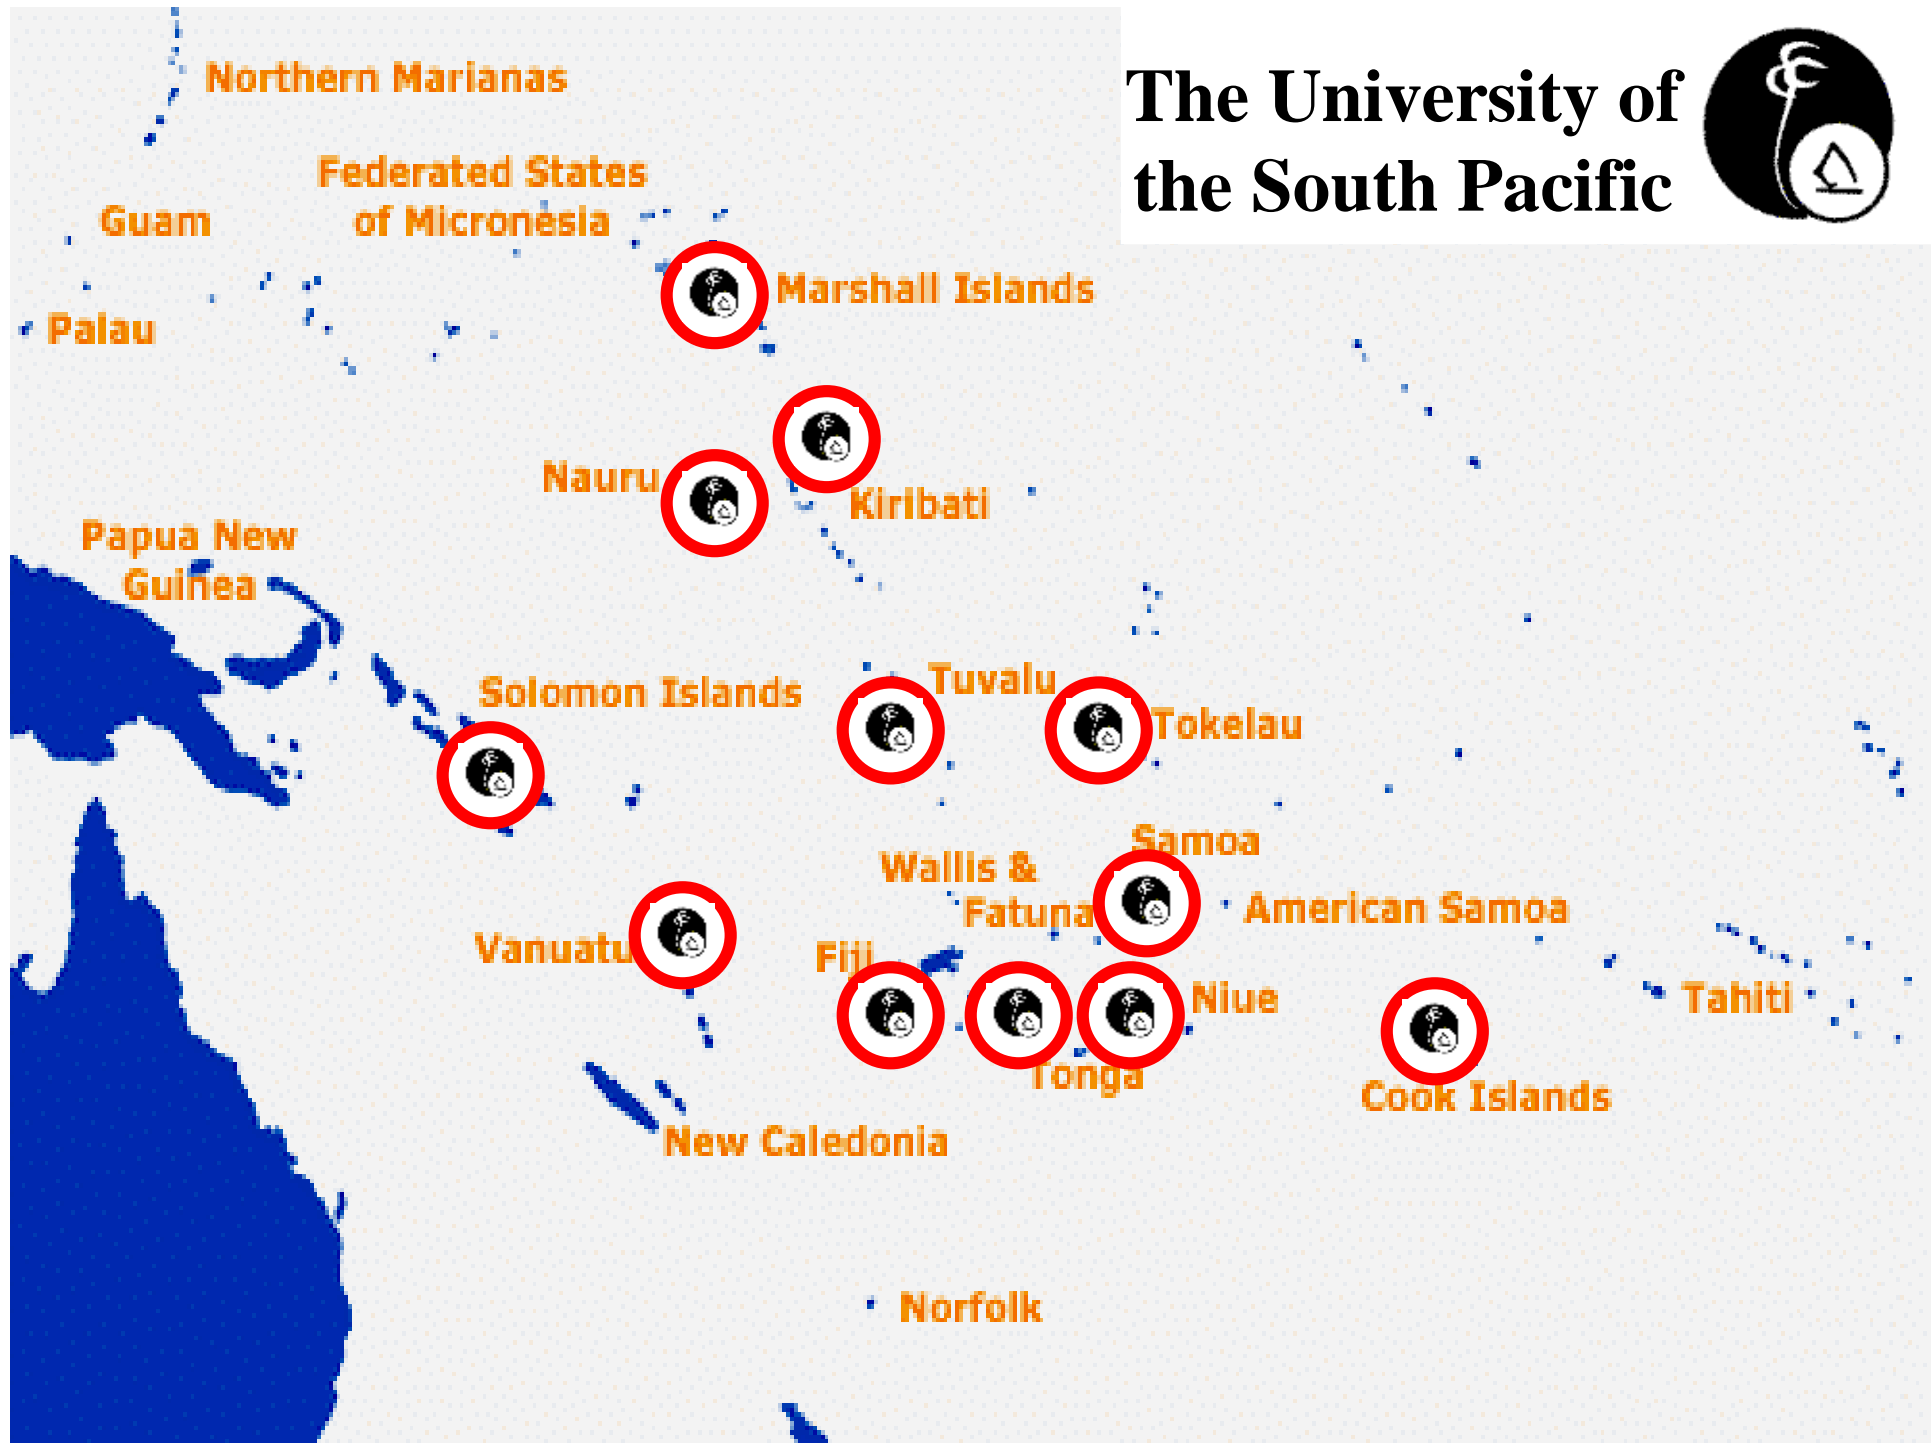 The University of
the South Pacific
Northern Marianas
Federated States
of Micronesia
Guam
Marshall Islands
Palau
Nauru
Kiribati
Papua New
Guinea
Solomon Islands
Tuvalu
Tokelau
Samoa
Wallis &
Fatuna
American Samoa
Vanuatu
Fiji
Niue
Tahiti
Tonga
Cook Islands
New Caledonia
Norfolk